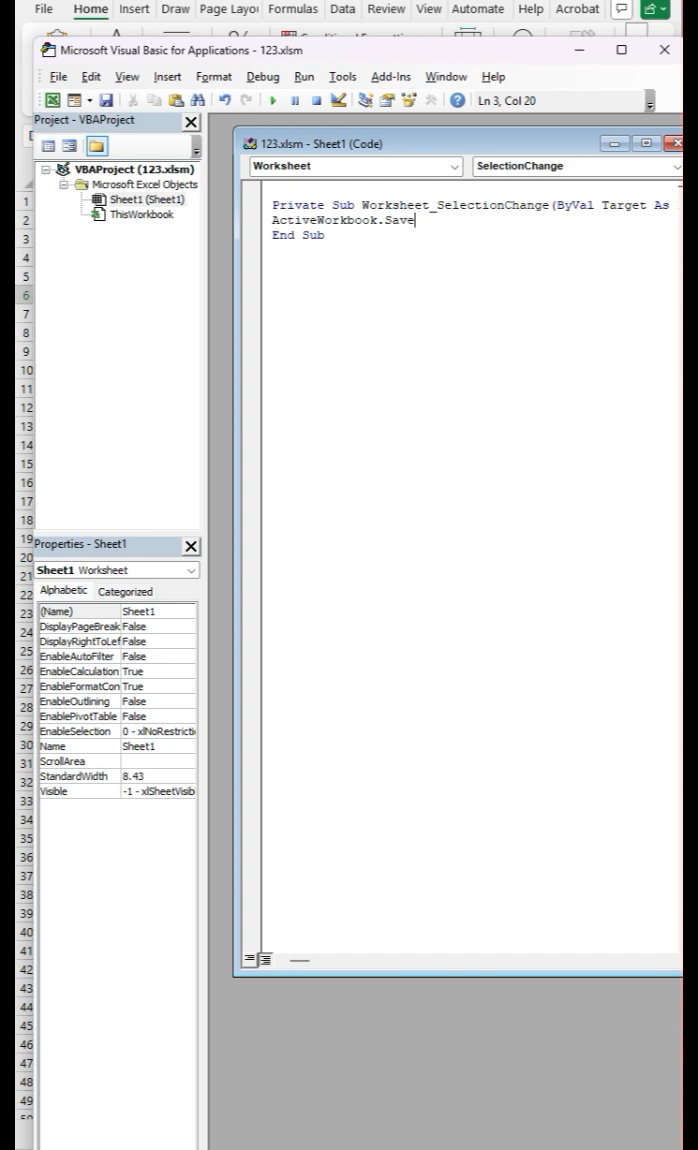 File Home Insert Draw Page Layou Formulas Data Review View Automate Help Acrobat
Microsoft Visual Basic for Applications - 123.xlsm
File Edit View Insert Format Debug Run Tools Add-Ins Window Help
Ln 3, Col 20
Project - VBAProject
VBAProject (123.xlsm)
Microsoft Excel Objects
Sheet1 (Sheet1)
ThisWorkbook
123.xlsm - Sheet1 (Code)
Worksheet SelectionChange
Private Sub Worksheet_SelectionChange(ByVal Target As
ActiveWorkbook.Save
End Sub
Properties - Sheet1
Sheet1 Worksheet
Alphabetic Categorized
(Name) Sheet1
DisplayPageBreak False
DisplayRightToLef False
EnableAutoFilter False
EnableCalculation True
EnableFormatCon True
EnableOutlining False
EnablePivotTable False
EnableSelection 0 - xlNoRestricti
Name Sheet1
ScrollArea
StandardWidth 8.43
Visible -1 - xlSheetVisib
1
2
3
4
5
6
7
8
9
10
11
12
13
14
15
16
17
18
19
20
21
22
23
24
25
26
27
28
29
30
31
32
33
34
35
36
37
38
39
40
41
42
43
44
45
46
47
48
49